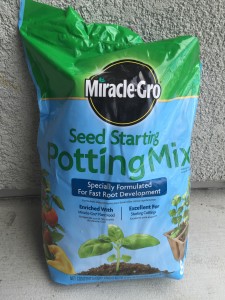 Miracle-Gro
Seed Starting
Potting Mix
Specially Formulated
For Fast Root Development
Enriched With
Excellent For